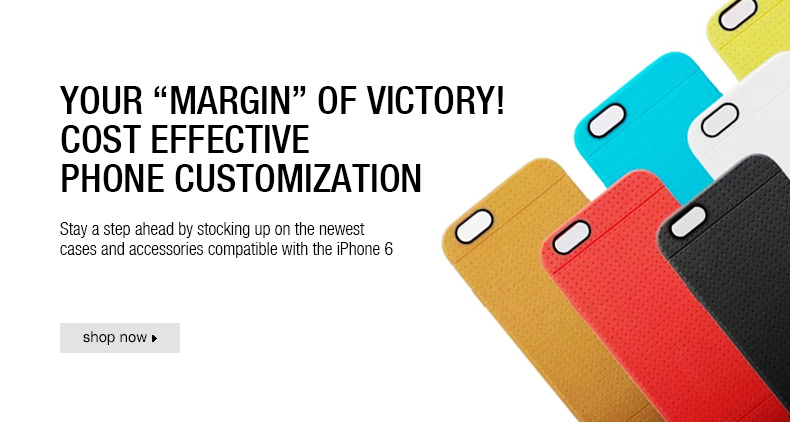 YOUR “MARGIN” OF VICTORY!
COST EFFECTIVE
PHONE CUSTOMIZATION
Stay a step ahead by stocking up on the newest
cases and accessories compatible with the iPhone 6
shop now